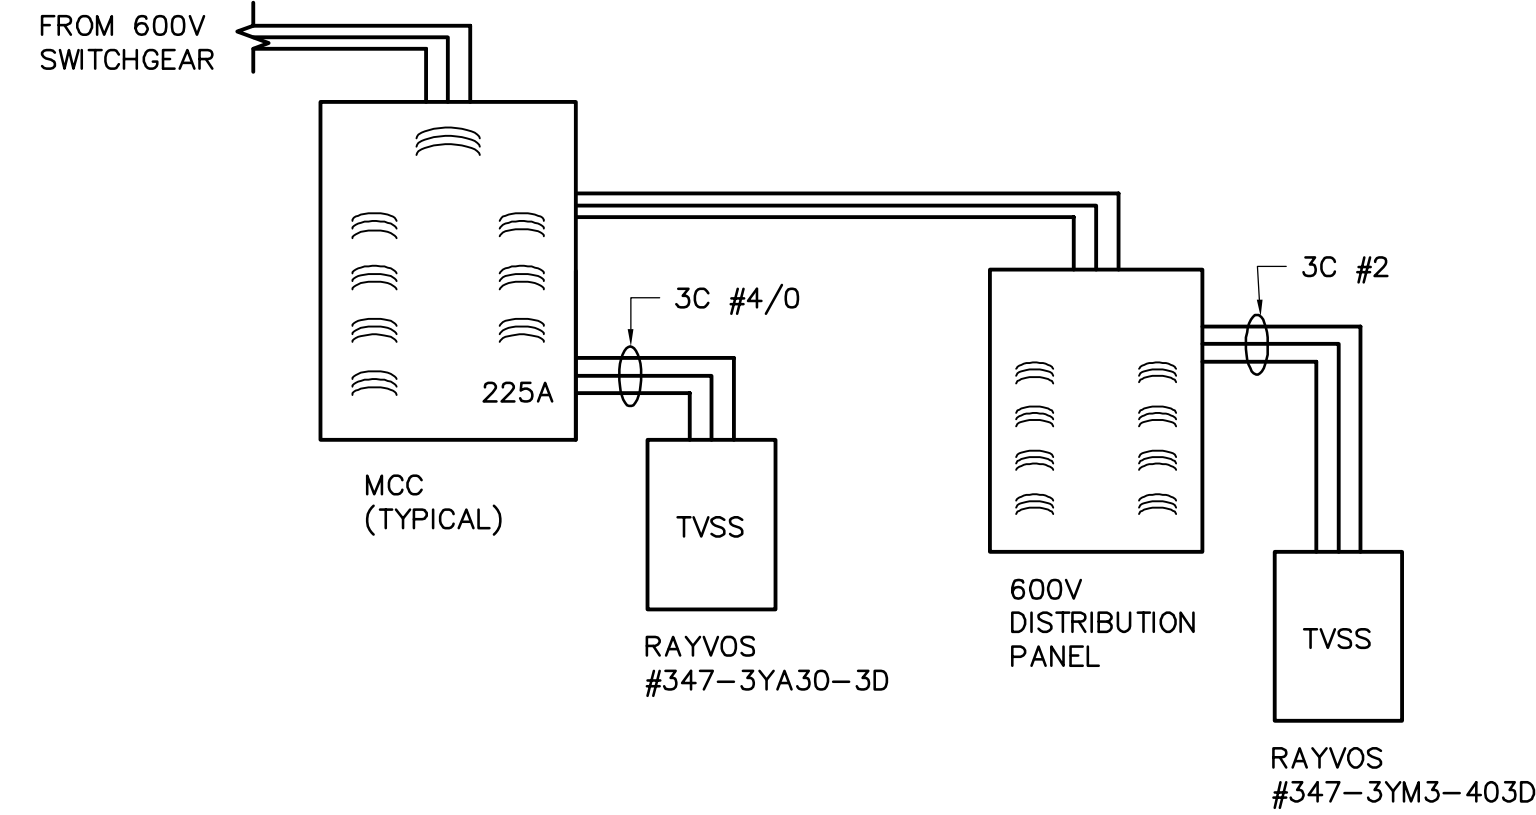 FROM 600V
SWITCHGEAR
3C #2
3C #4/0
225A
MCC
(TYPICAL)
TVSS
600V
DISTRIBUTION
PANEL
TVSS
RAYVOS
#347-3YA30-3D
RAYVOS
#347-3YM3-403D